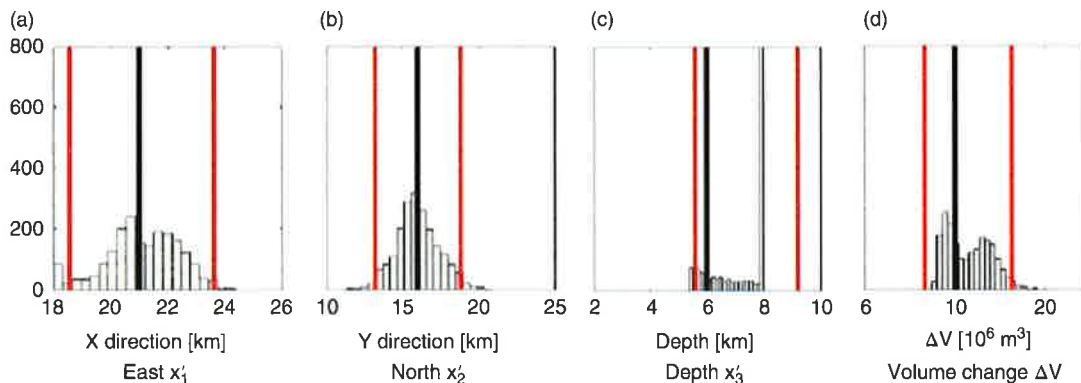 (a) (b) (c) (d)
800
600
400
200
0
18 20 22 24 26 10 15 20 25 2 4 6 8 10 6 10 20
X direction [km] Y direction [km] Depth [km] ΔV [10⁶ m³]
East x′₁ North x′₂ Depth x′₃ Volume change ΔV